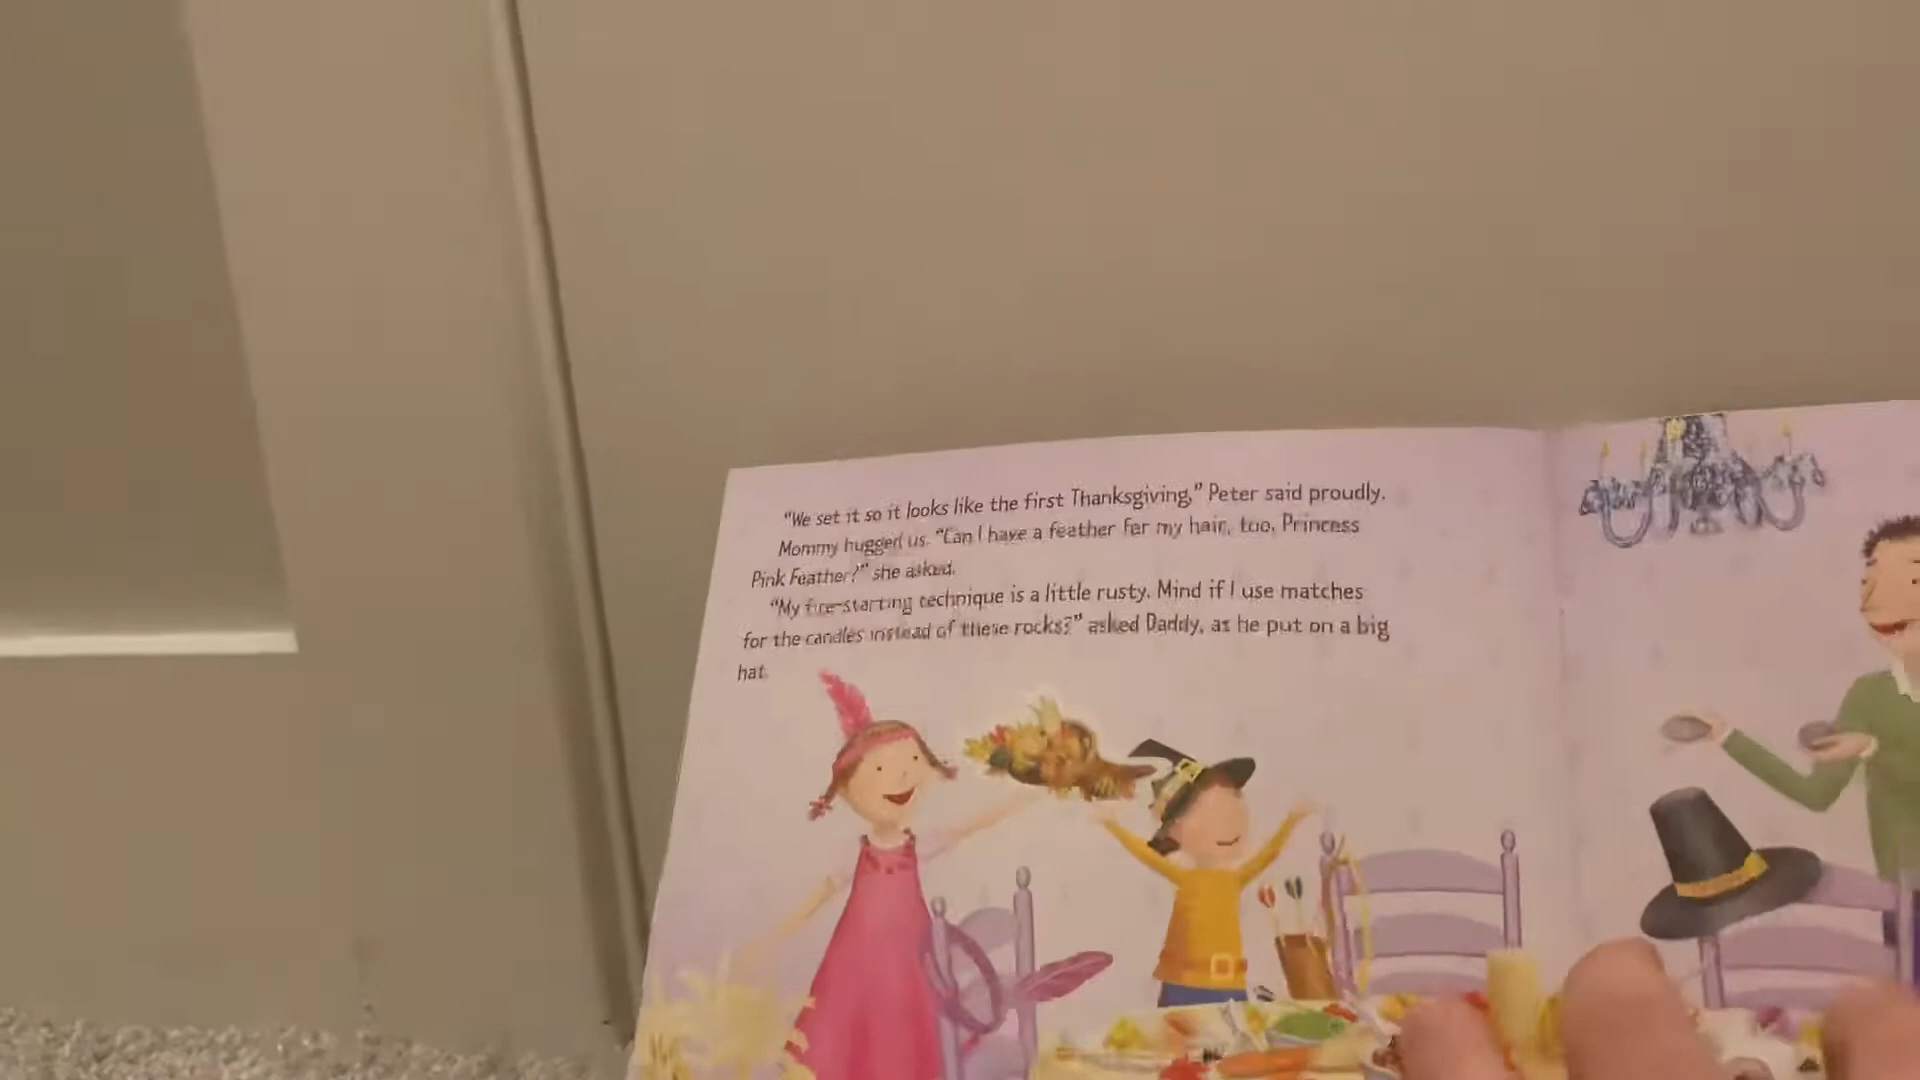 “We set it so it looks like the first Thanksgiving,” Peter said proudly.
Mommy hugged us. “Can I have a feather for my hair, too, Princess
Pink Feather?” she asked.
“My fire-starting technique is a little rusty. Mind if I use matches
for the candles instead of these rocks?” asked Daddy, as he put on a big
hat.